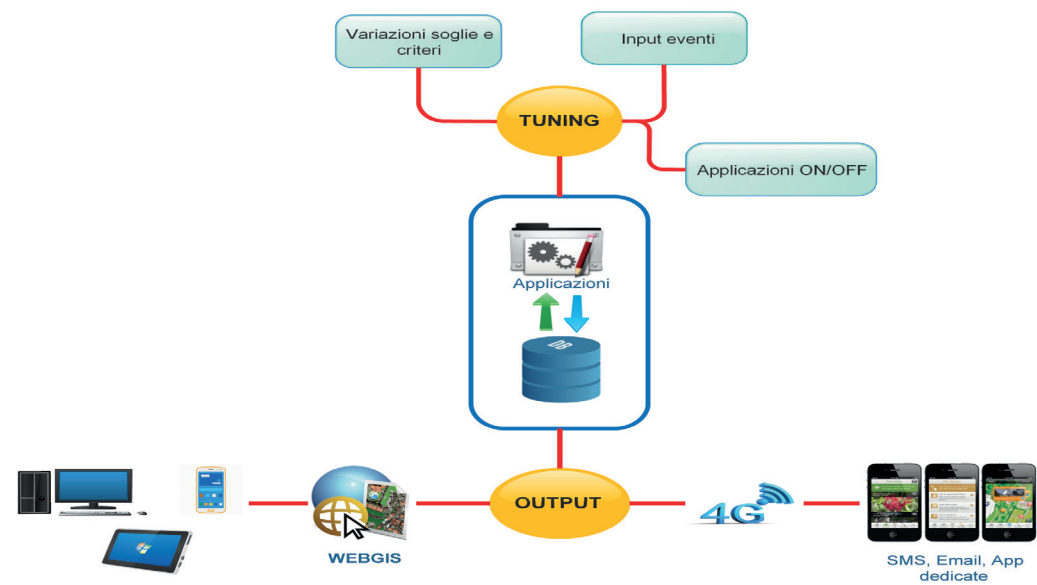 Variazioni soglie e
criteri
Input eventi
TUNING
Applicazioni ON/OFF
Applicazioni
DB
OUTPUT
4G
WEBGIS
SMS, Email, App
dedicate